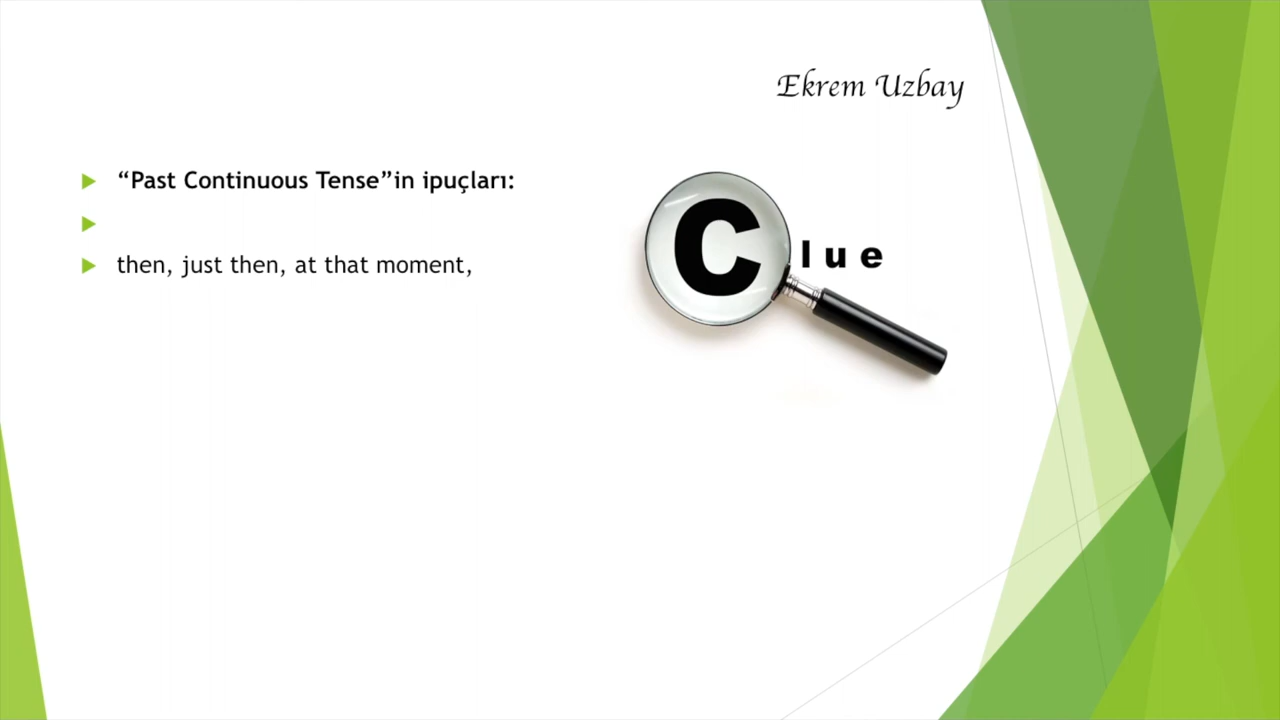 Ekrem Uzbay
“Past Continuous Tense”in ipuçları:
then, just then, at that moment,
Clue